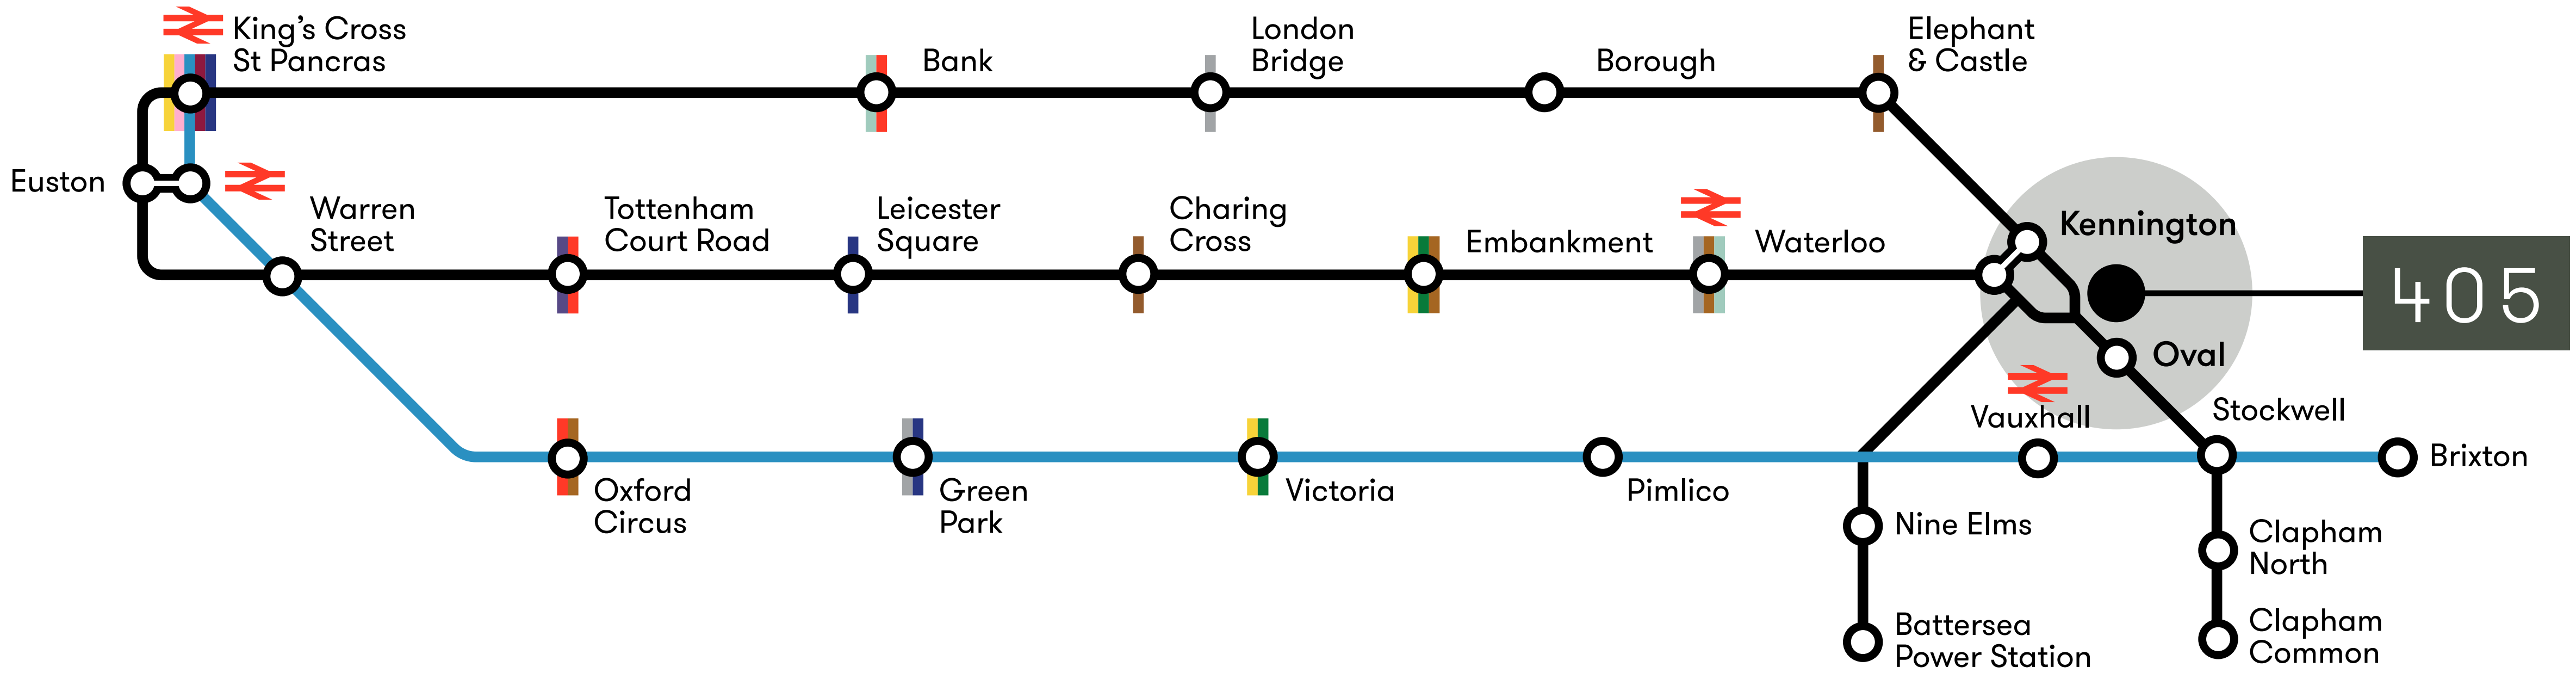 King’s Cross
St Pancras
Bank
London
Bridge
Borough
Elephant
& Castle
Euston
Warren
Street
Tottenham
Court Road
Leicester
Square
Charing
Cross
Embankment
Waterloo
Kennington
405
Oval
Vauxhall
Stockwell
Brixton
Oxford
Circus
Green
Park
Victoria
Pimlico
Nine Elms
Clapham
North
Battersea
Power Station
Clapham
Common